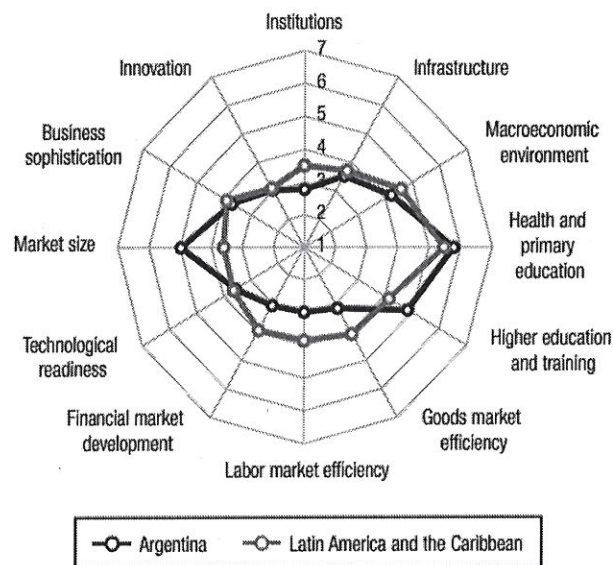 Institutions
7
6
5
4
3
2
1
Infrastructure
Macroeconomic
environment
Health and
primary
education
Higher education
and training
Goods market
efficiency
Labor market efficiency
Financial market
development
Technological
readiness
Market size
Business
sophistication
Innovation
Argentina
Latin America and the Caribbean